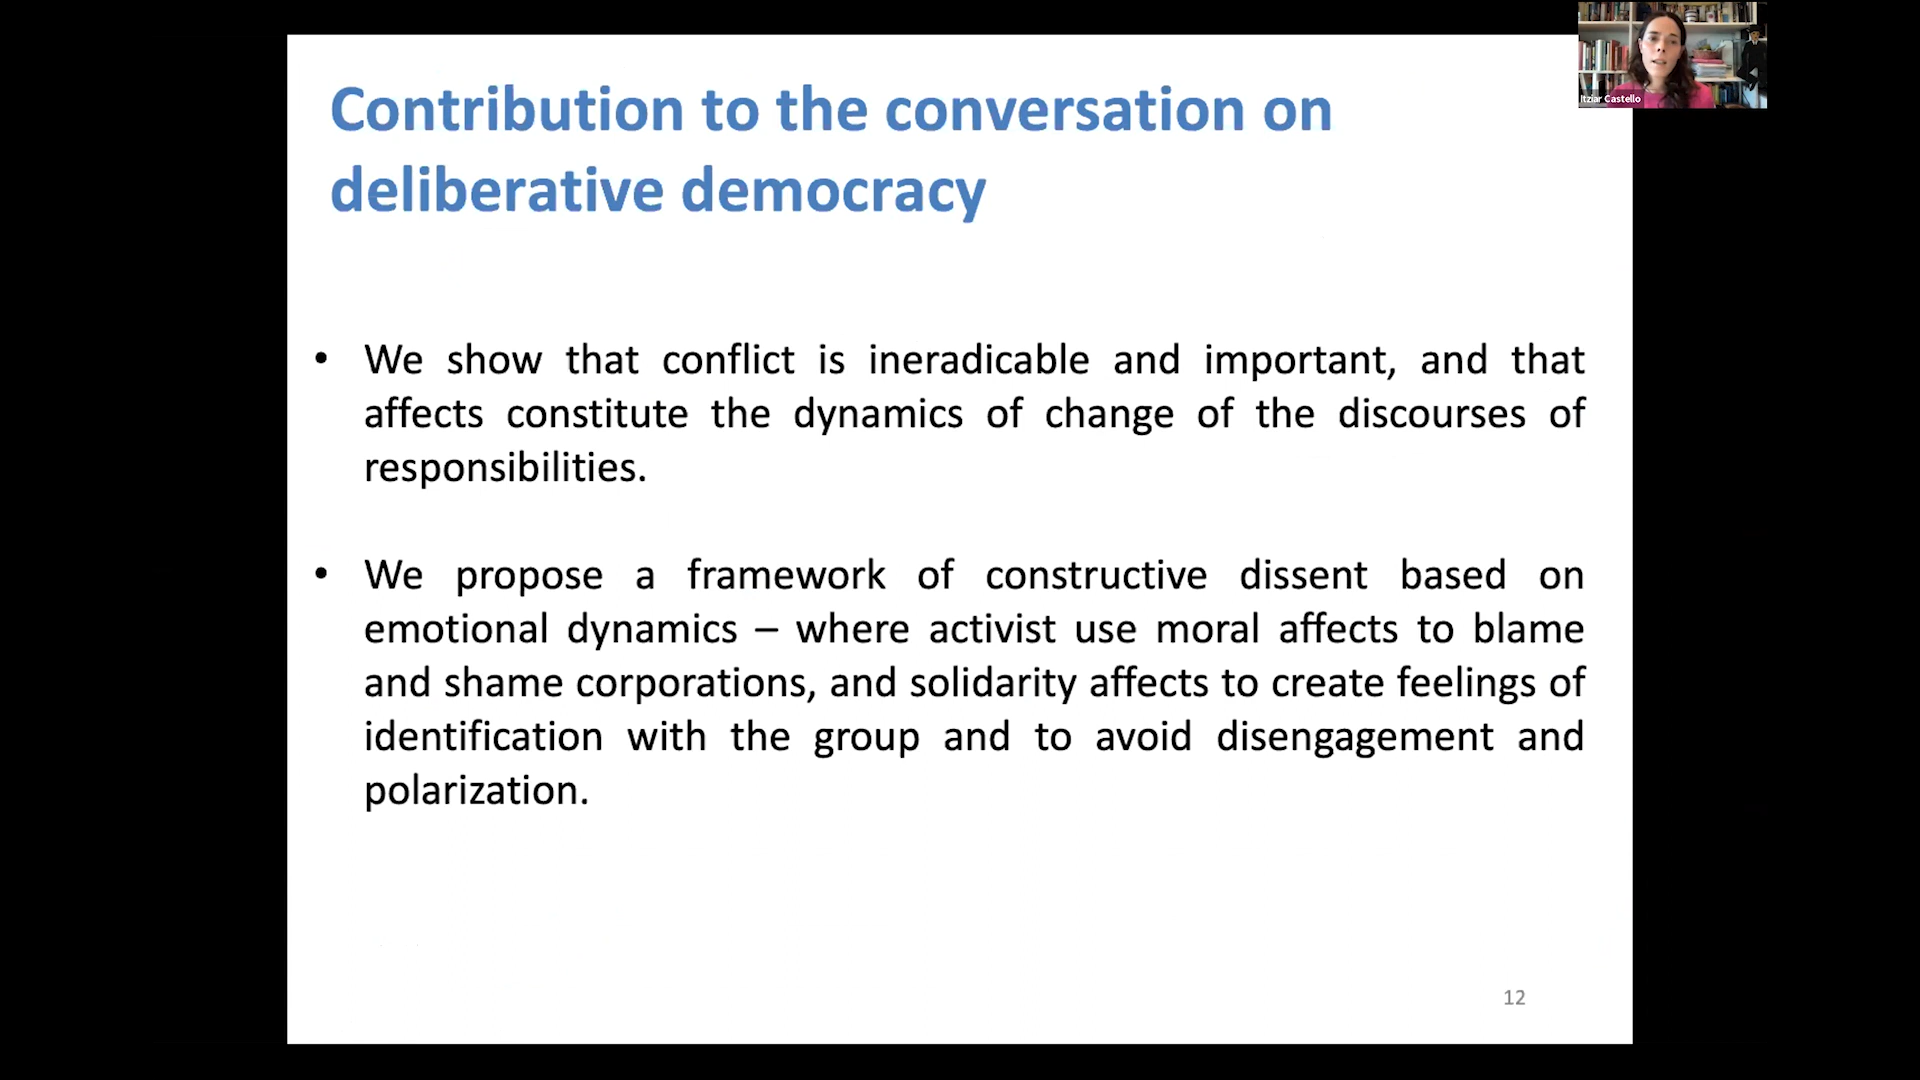 Itziar Castello
Contribution to the conversation on
deliberative democracy
• We show that conflict is ineradicable and important, and that
affects constitute the dynamics of change of the discourses of
responsibilities.
• We propose a framework of constructive dissent based on
emotional dynamics – where activist use moral affects to blame
and shame corporations, and solidarity affects to create feelings of
identification with the group and to avoid disengagement and
polarization.
12